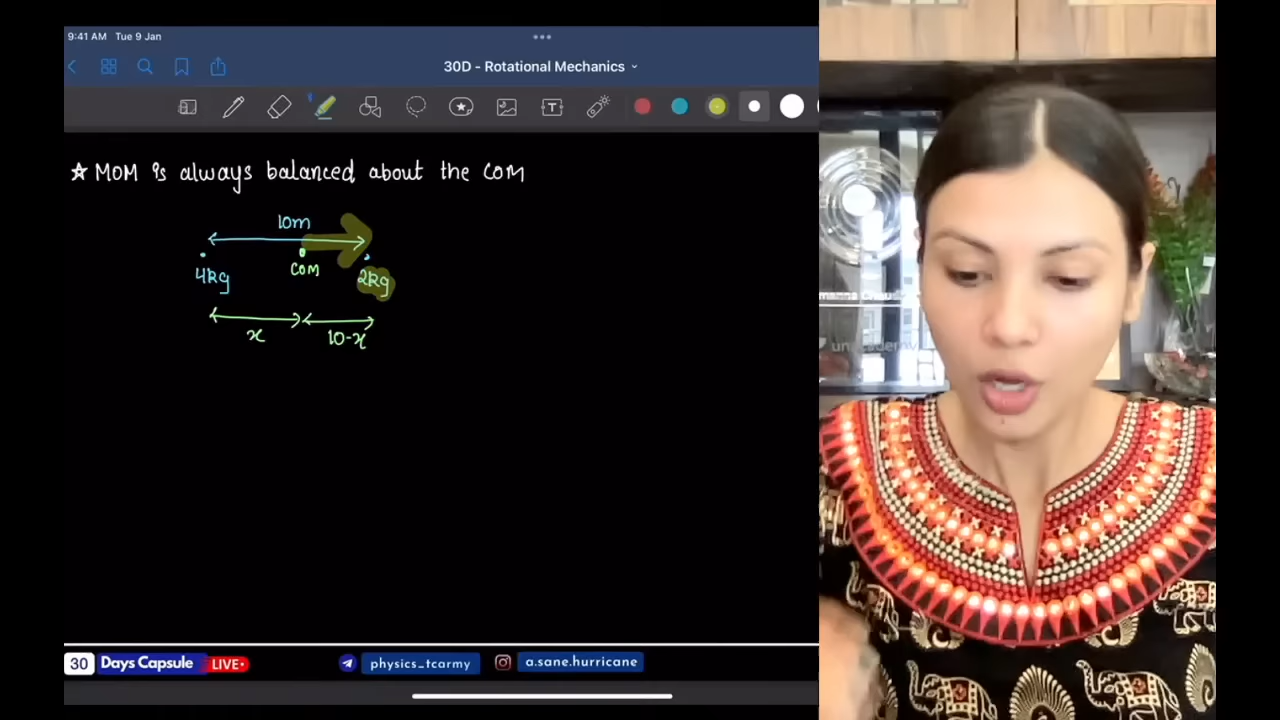 9:41 AM Tue 9 Jan
30D - Rotational Mechanics
★ MOM is always balanced about the COM
10m
4kg
COM
2kg
x
10-x
30 Days Capsule LIVE
physics_tcarmy
a.sane.hurricane